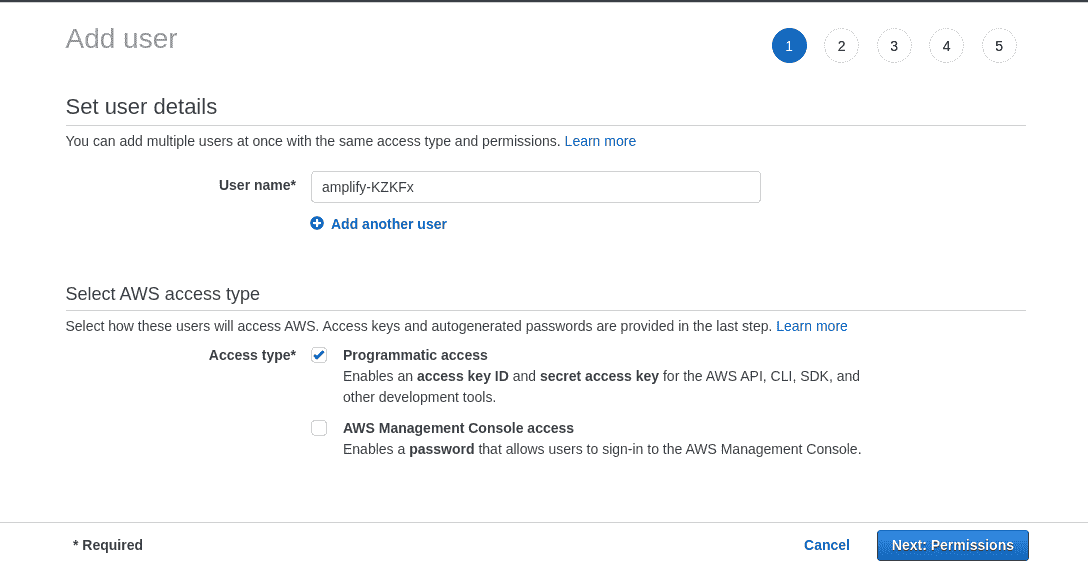 Add user
1 2 3 4 5
Set user details
You can add multiple users at once with the same access type and permissions. Learn more
User name* amplify-KZKFx
Add another user
Select AWS access type
Select how these users will access AWS. Access keys and autogenerated passwords are provided in the last step. Learn more
Access type* Programmatic access
Enables an access key ID and secret access key for the AWS API, CLI, SDK, and
other development tools.
AWS Management Console access
Enables a password that allows users to sign-in to the AWS Management Console.
* Required Cancel Next: Permissions